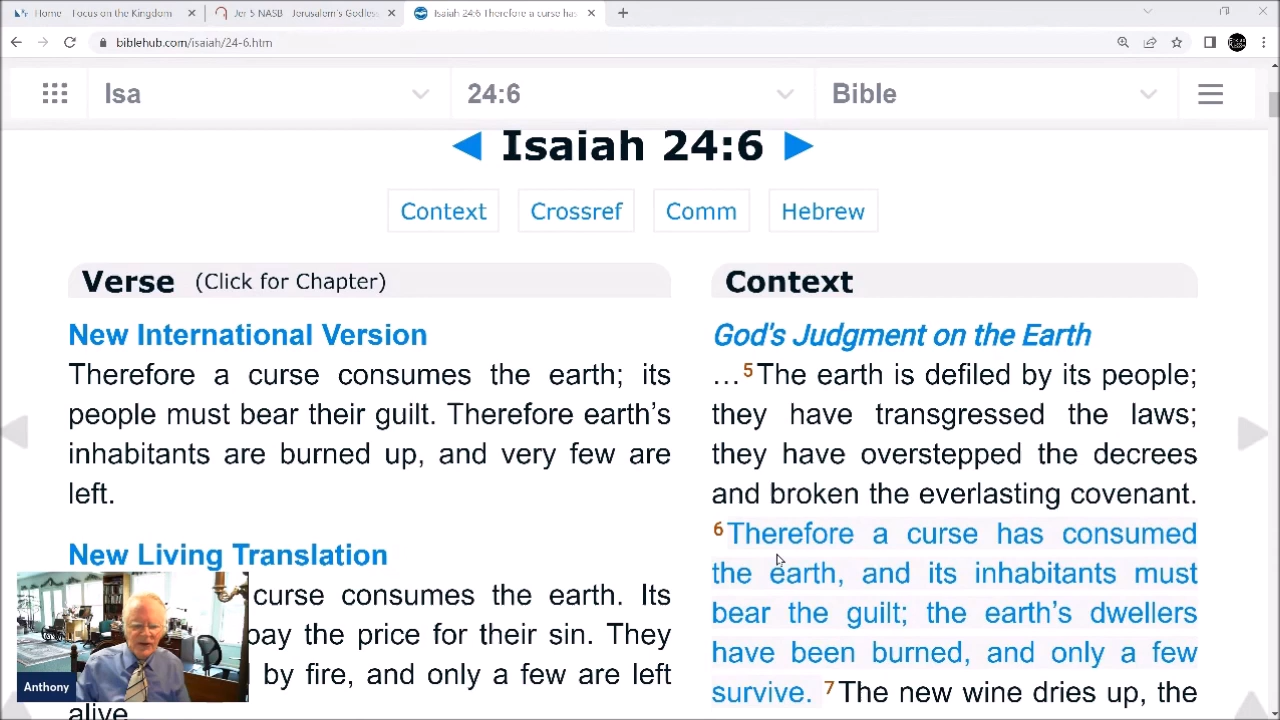 Home - Focus on the Kingdom
Jer 5 NASB - Jerusalem's Godles
Isaiah 24:6 Therefore a curse has
biblehub.com/isaiah/24-6.htm
Isa
24:6
Bible
Isaiah 24:6
Context
Crossref
Comm
Hebrew
Verse (Click for Chapter)
New International Version
Therefore a curse consumes the earth; its
people must bear their guilt. Therefore earth's
inhabitants are burned up, and very few are
left.
New Living Translation
curse consumes the earth. Its
pay the price for their sin. They
by fire, and only a few are left
alive
Anthony
Context
God's Judgment on the Earth
…5The earth is defiled by its people;
they have transgressed the laws;
they have overstepped the decrees
and broken the everlasting covenant.
6Therefore a curse has consumed
the earth, and its inhabitants must
bear the guilt; the earth's dwellers
have been burned, and only a few
survive. 7The new wine dries up, the